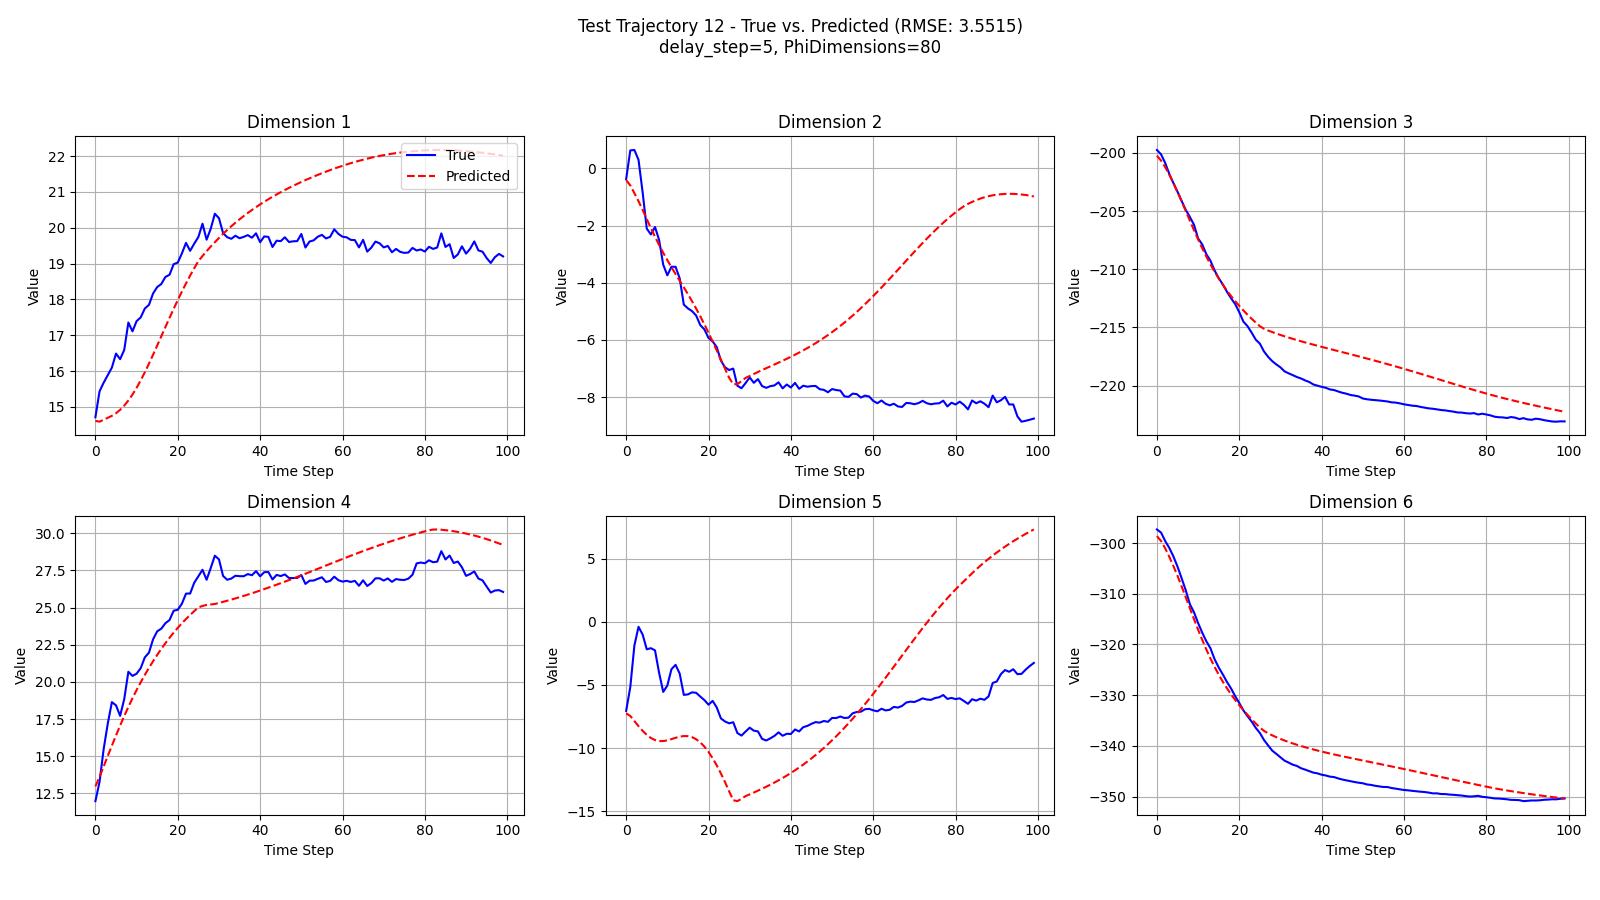 Test Trajectory 12 - True vs. Predicted (RMSE: 3.5515)
delay_step=5, PhiDimensions=80
Dimension 1
Value
22
21
20
19
18
17
16
15
0 20 40 60 80 100
Time Step
True
Predicted
Dimension 2
Value
0
−2
−4
−6
−8
0 20 40 60 80 100
Time Step
Dimension 3
Value
−200
−205
−210
−215
−220
0 20 40 60 80 100
Time Step
Dimension 4
Value
30.0
27.5
25.0
22.5
20.0
17.5
15.0
12.5
0 20 40 60 80 100
Time Step
Dimension 5
Value
5
0
−5
−10
−15
0 20 40 60 80 100
Time Step
Dimension 6
Value
−300
−310
−320
−330
−340
−350
0 20 40 60 80 100
Time Step